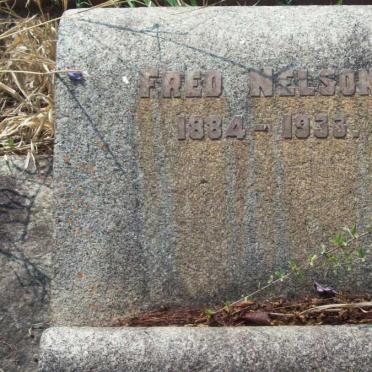 FRED NELSON
1884 - 1933.